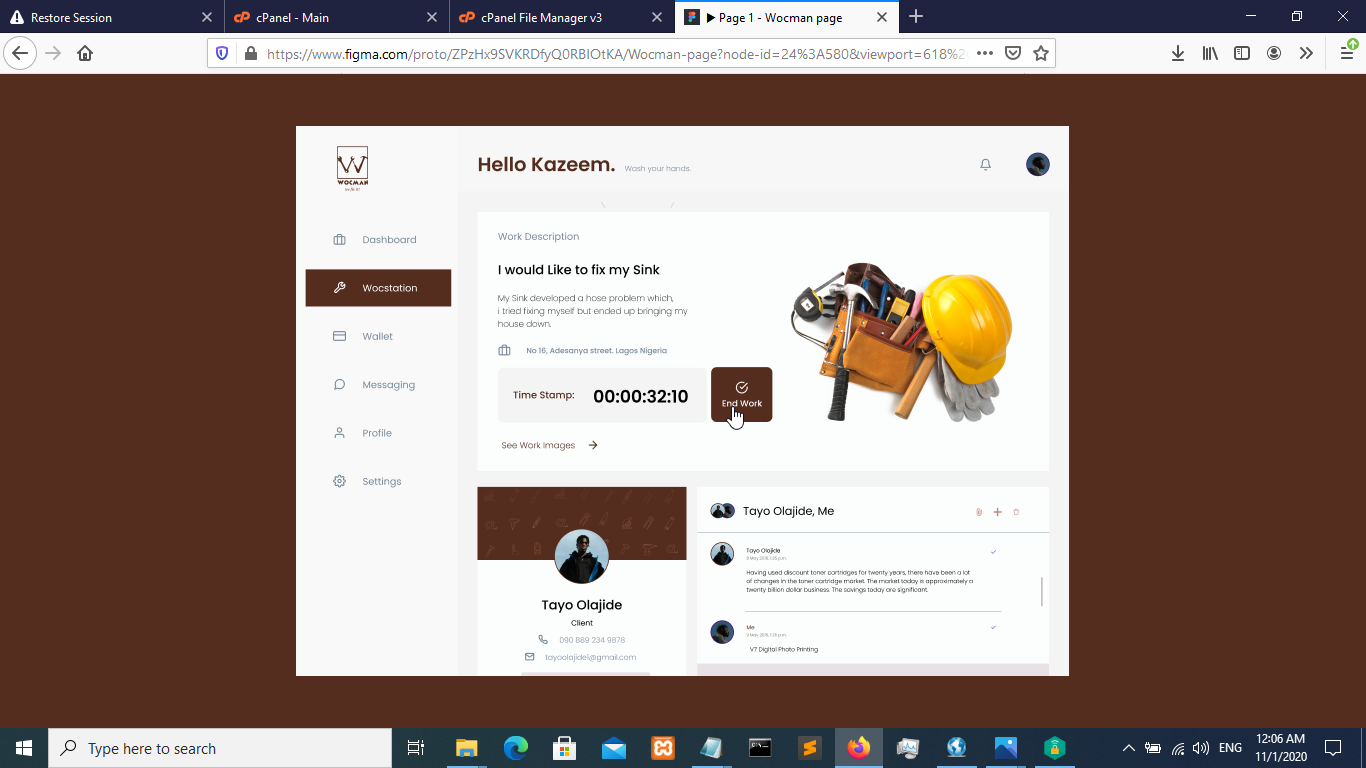 Restore Session
cPanel - Main
cPanel File Manager v3
Page 1 - Wocman page
https://www.figma.com/proto/ZPzHx9SVKRDfyQ0RBIOtKA/Wocman-page?node-id=24%3A580&viewport=618%2
WOCMAN
Hello Kazeem.
Wash your hands.
Dashboard
Wocstation
Wallet
Messaging
Profile
Settings
Work Description
I would Like to fix my Sink
My Sink developed a hose problem which,
i tried fixing myself but ended up bringing my
house down.
No 16, Adesanya street. Lagos Nigeria
Time Stamp:
00:00:32:10
End Work
See Work Images
Tayo Olajide
Client
090 889 234 9878
tayoolajide1@gmail.com
Tayo Olajide, Me
Tayo Olajide
Having used discount toner cartridges for twenty years, there have been a lot
of changes in the toner cartridge market. The market today is approximately a
twenty billion dollar business. The savings today are significant.
Me
V7 Digital Photo Printing
Type here to search
ENG
12:06 AM
11/1/2020